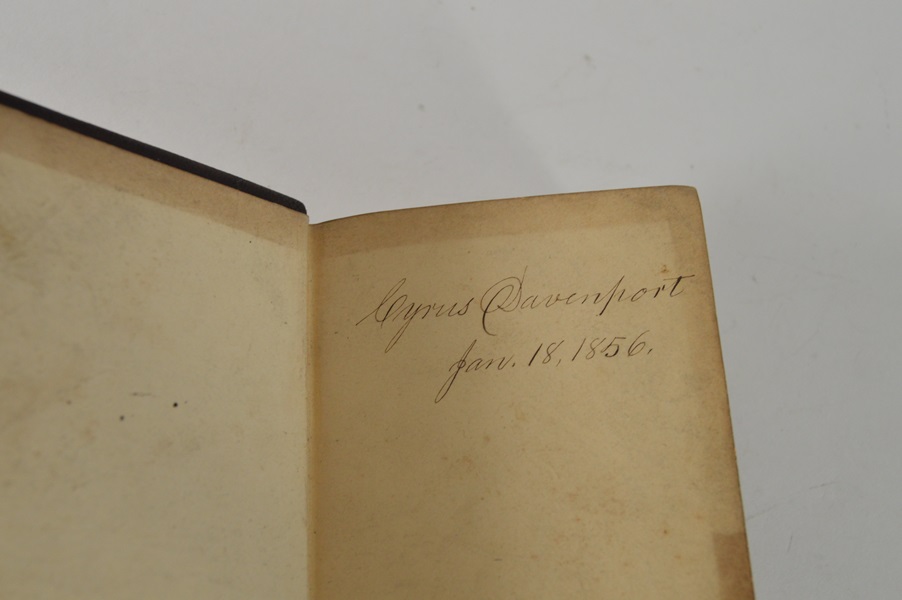 Cyrus Davenport
Jan. 18, 1856.